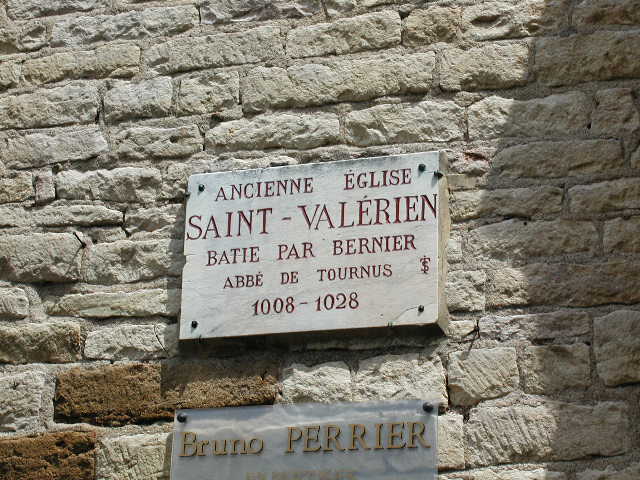 ANCIENNE ÉGLISE
SAINT-VALÉRIEN
BATIE PAR BERNIER
ABBÉ DE TOURNUS
1008-1028
Bruno PERRIER